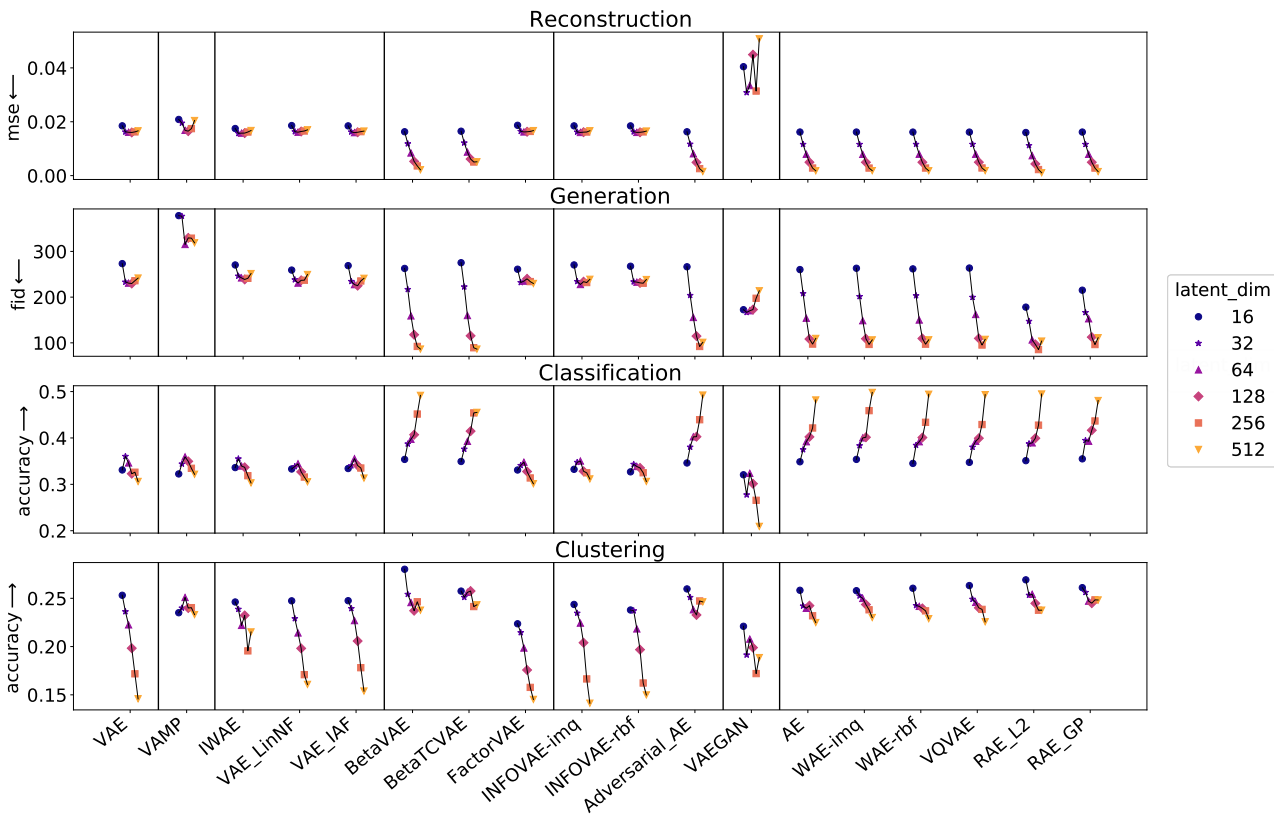 Reconstruction
mse ⟵
0.04
0.02
0.00
Generation
fid ⟵
300
200
100
Classification
accuracy ⟶
0.5
0.4
0.3
0.2
Clustering
accuracy ⟶
0.25
0.20
0.15
VAE
VAMP
IWAE
VAE_LinNF
VAE_IAF
BetaVAE
BetaTCVAE
FactorVAE
INFOVAE-imq
INFOVAE-rbf
Adversarial_AE
VAEGAN
AE
WAE-imq
WAE-rbf
VQVAE
RAE_L2
RAE_GP
latent_dim
16
32
64
128
256
512